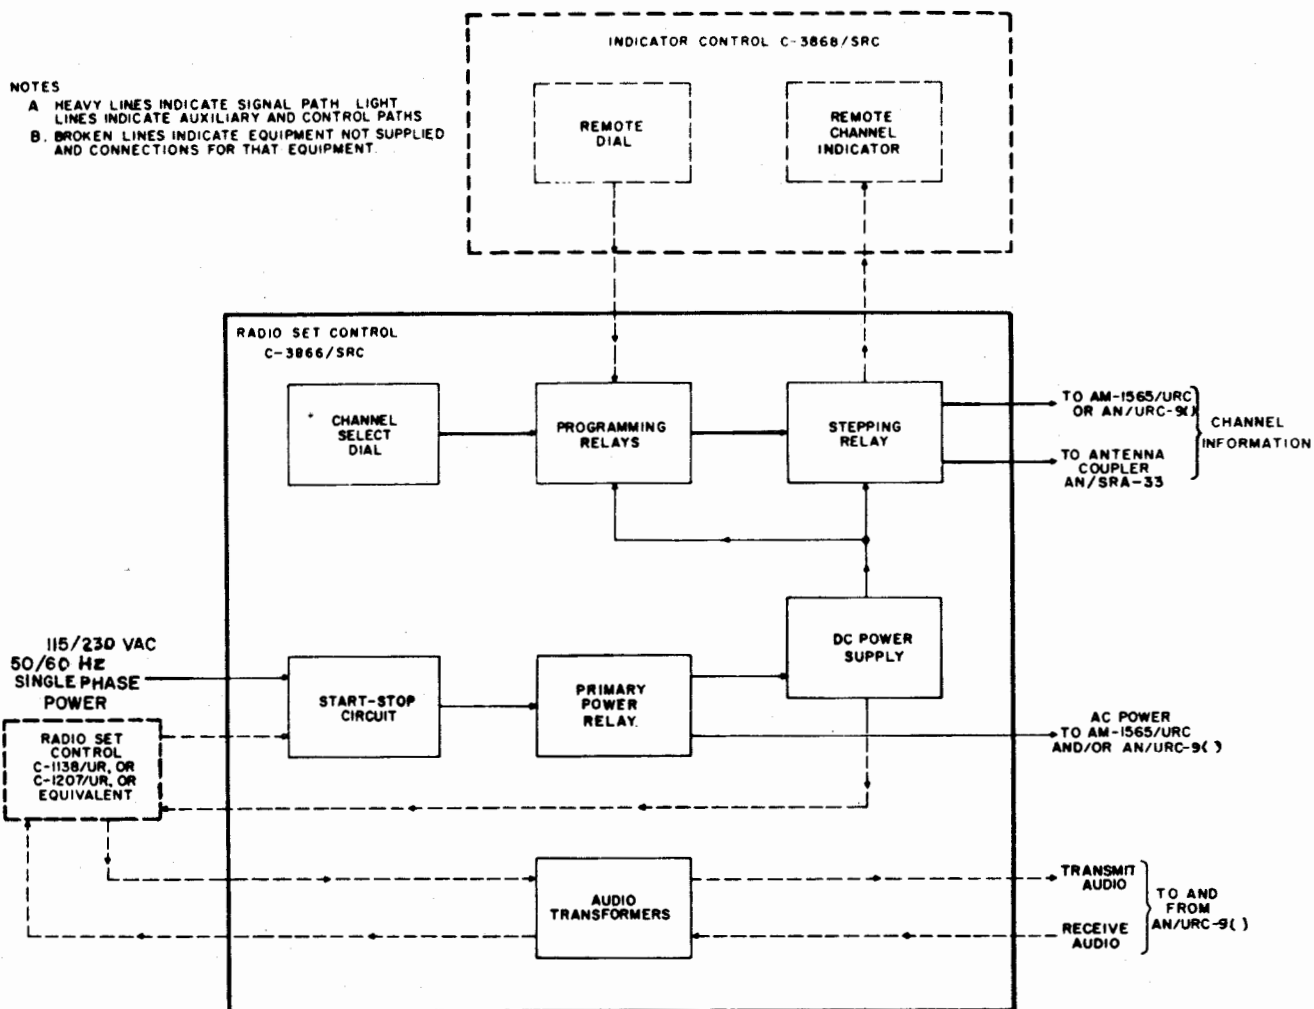 INDICATOR CONTROL C-3868/SRC
NOTES
A HEAVY LINES INDICATE SIGNAL PATH LIGHT
LINES INDICATE AUXILIARY AND CONTROL PATHS
B. BROKEN LINES INDICATE EQUIPMENT NOT SUPPLIED
AND CONNECTIONS FOR THAT EQUIPMENT.
REMOTE
DIAL
REMOTE
CHANNEL
INDICATOR
RADIO SET CONTROL
C-3866/SRC
CHANNEL
SELECT
DIAL
PROGRAMMING
RELAYS
STEPPING
RELAY
TO AM-1565/URC
OR AN/URC-9()
TO ANTENNA
COUPLER
AN/SRA-33
CHANNEL
INFORMATION
115/230 VAC
50/60 HZ
SINGLE PHASE
POWER
START-STOP
CIRCUIT
PRIMARY
POWER
RELAY.
DC POWER
SUPPLY
AC POWER
TO AM-1565/URC
AND/OR AN/URC-9( )
RADIO SET
CONTROL
C-1138/UR, OR
C-1207/UR, OR
EQUIVALENT
AUDIO
TRANSFORMERS
TRANSMIT
AUDIO
RECEIVE
AUDIO
TO AND
FROM
AN/URC-9( )